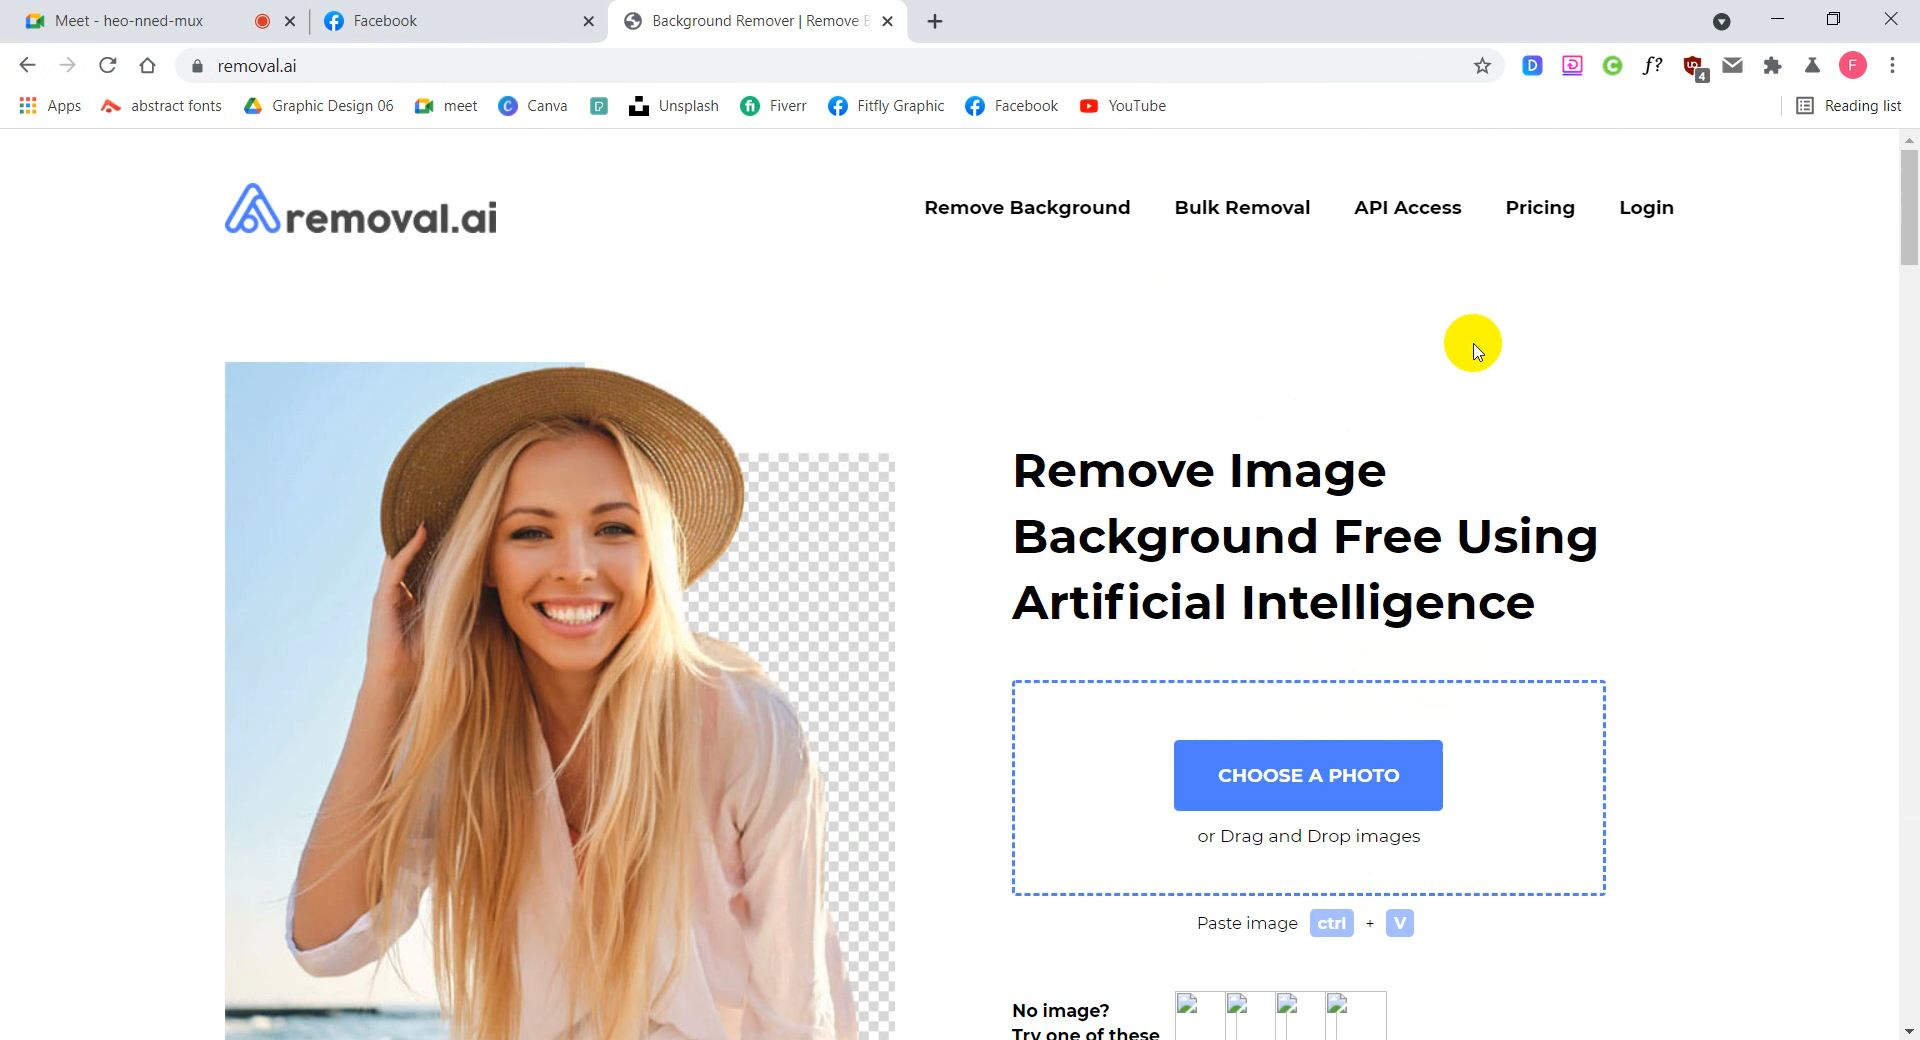 Meet - heo-nned-mux
Facebook
Background Remover | Remove B
removal.ai
D
C
f?
4
F
Apps
abstract fonts
Graphic Design 06
meet
C
Canva
P
Unsplash
fi
Fiverr
Fitfly Graphic
Facebook
YouTube
Reading list
removal.ai
Remove Background
Bulk Removal
API Access
Pricing
Login
Remove Image
Background Free Using
Artificial Intelligence
CHOOSE A PHOTO
or Drag and Drop images
Paste image ctrl + V
No image?
Try one of these